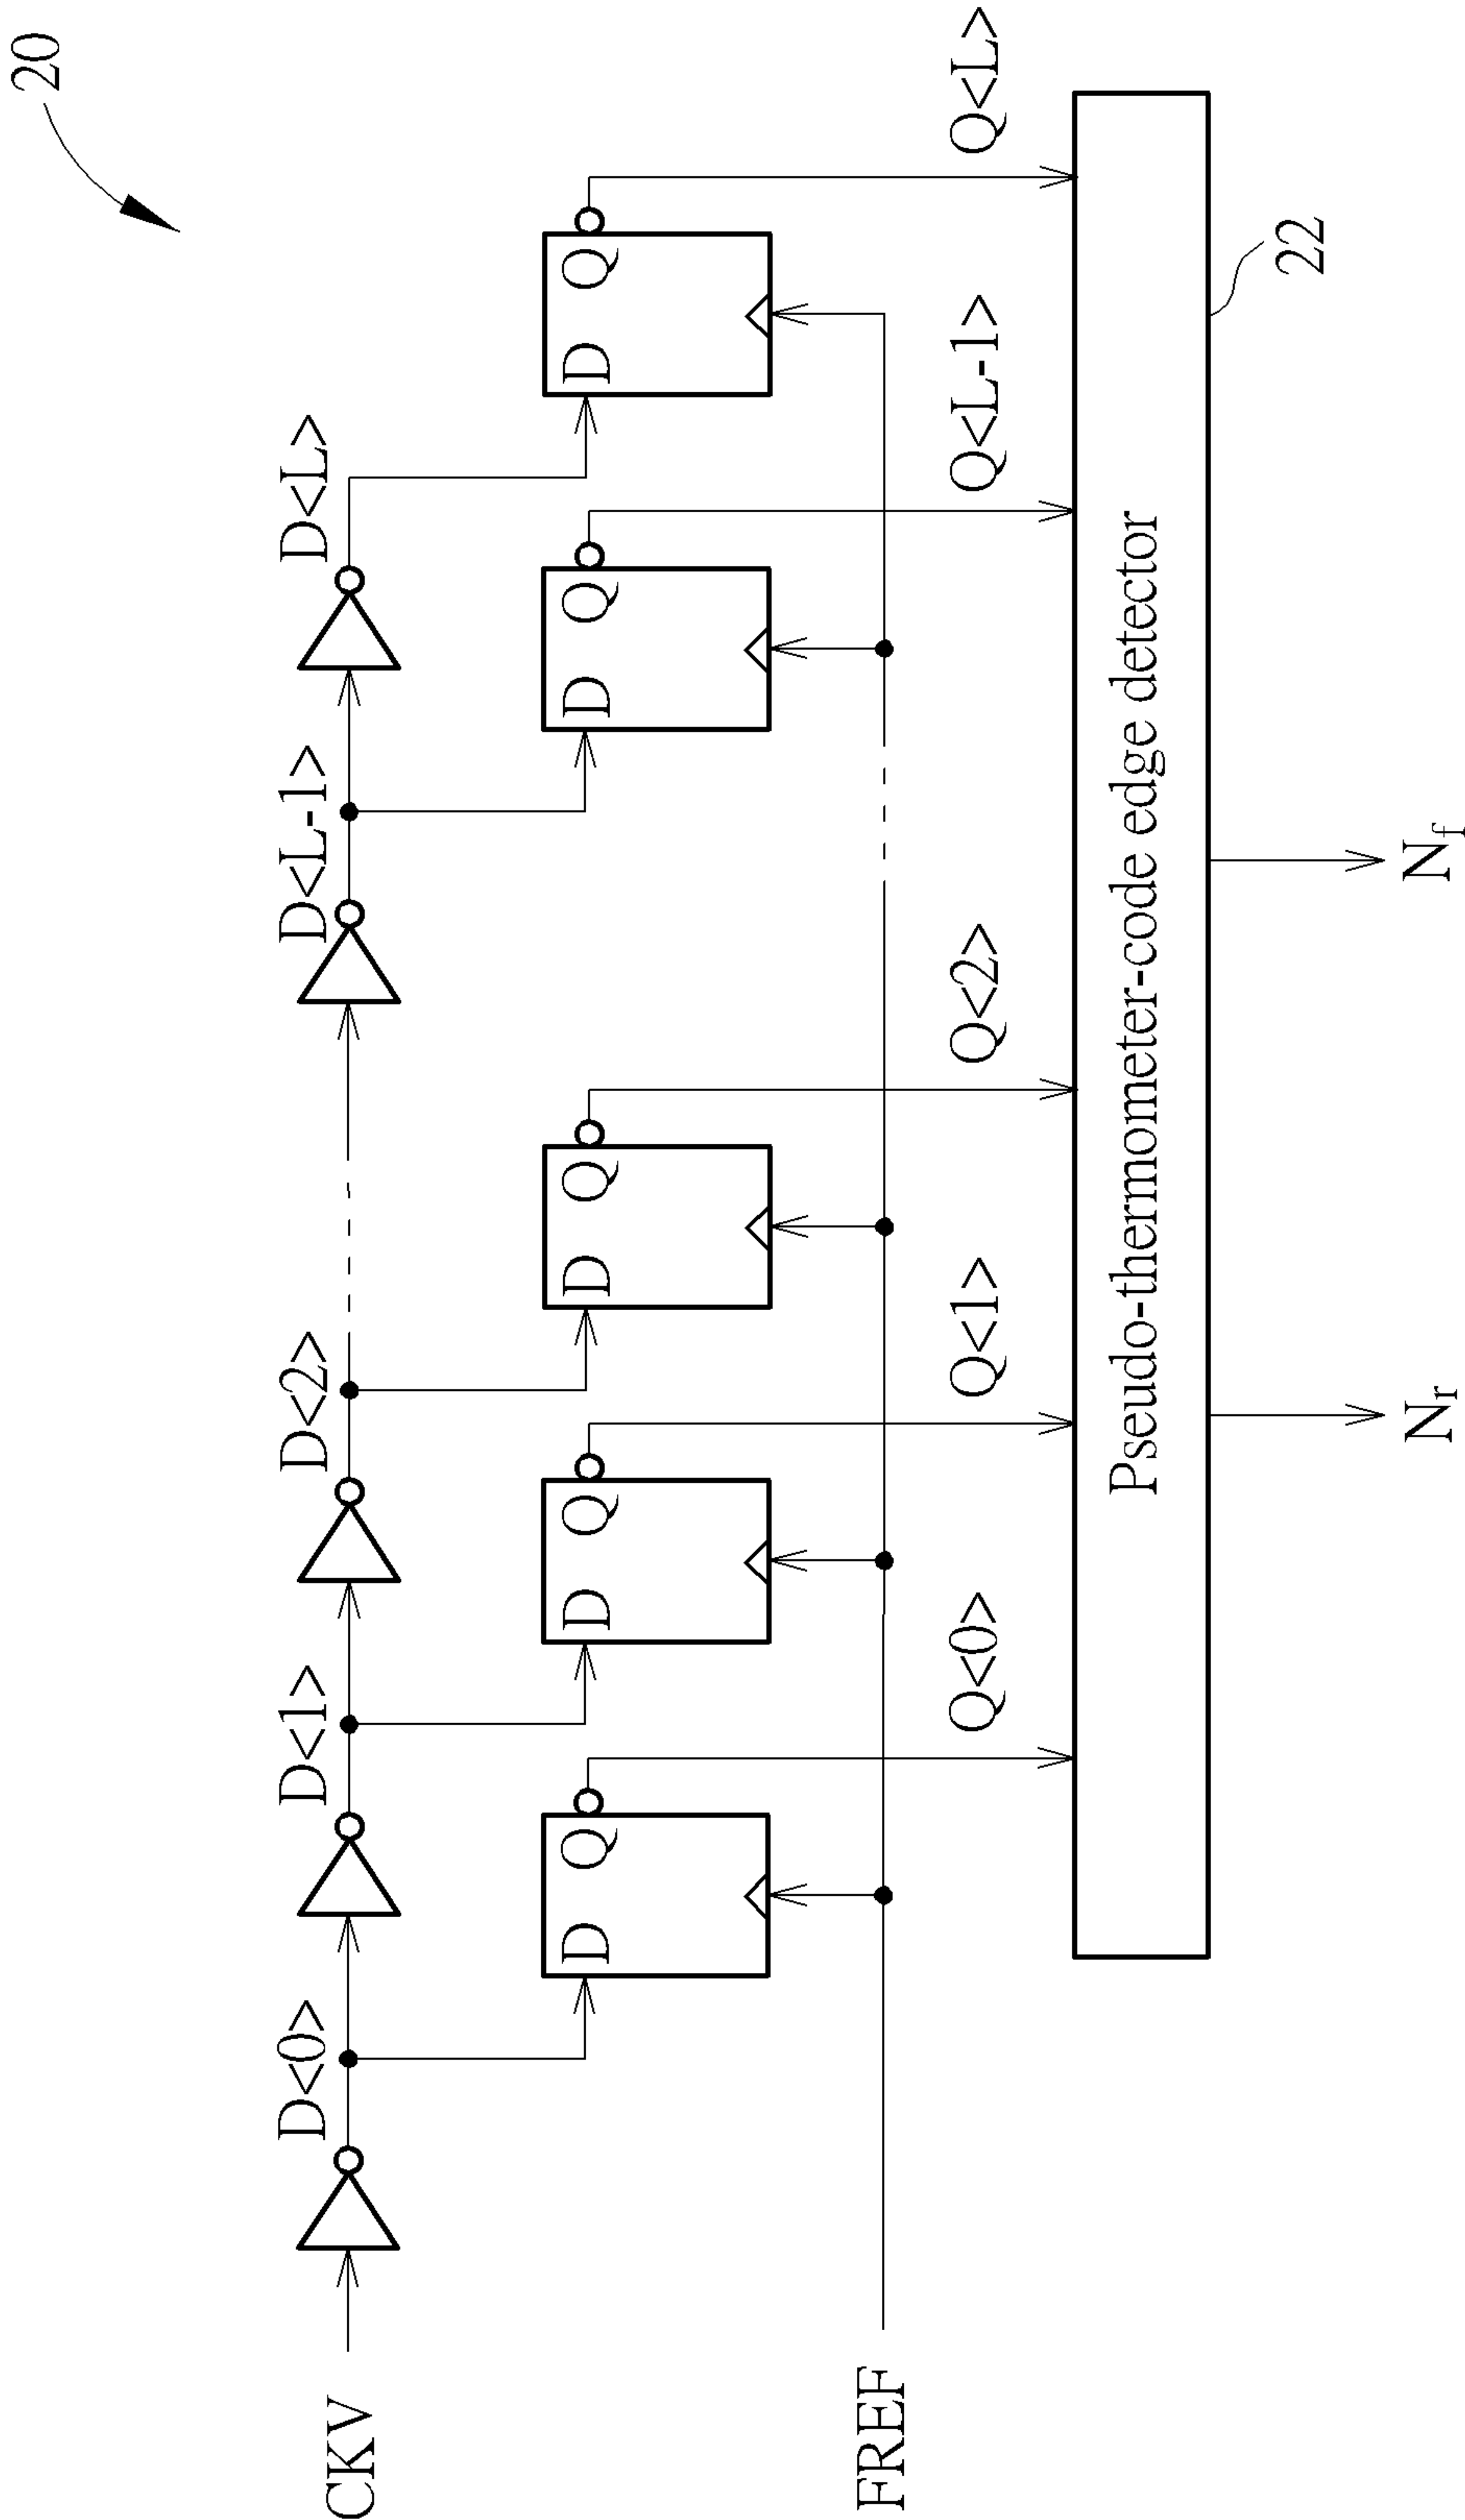 20
D<0> D<1> D<2> D<L-1> D<L>
CKV
D Q D Q D Q D Q D Q
FREF
Q<0> Q<1> Q<2> Q<L-1> Q<L>
Pseudo-thermometer-code edge detector
22
Nr Nf